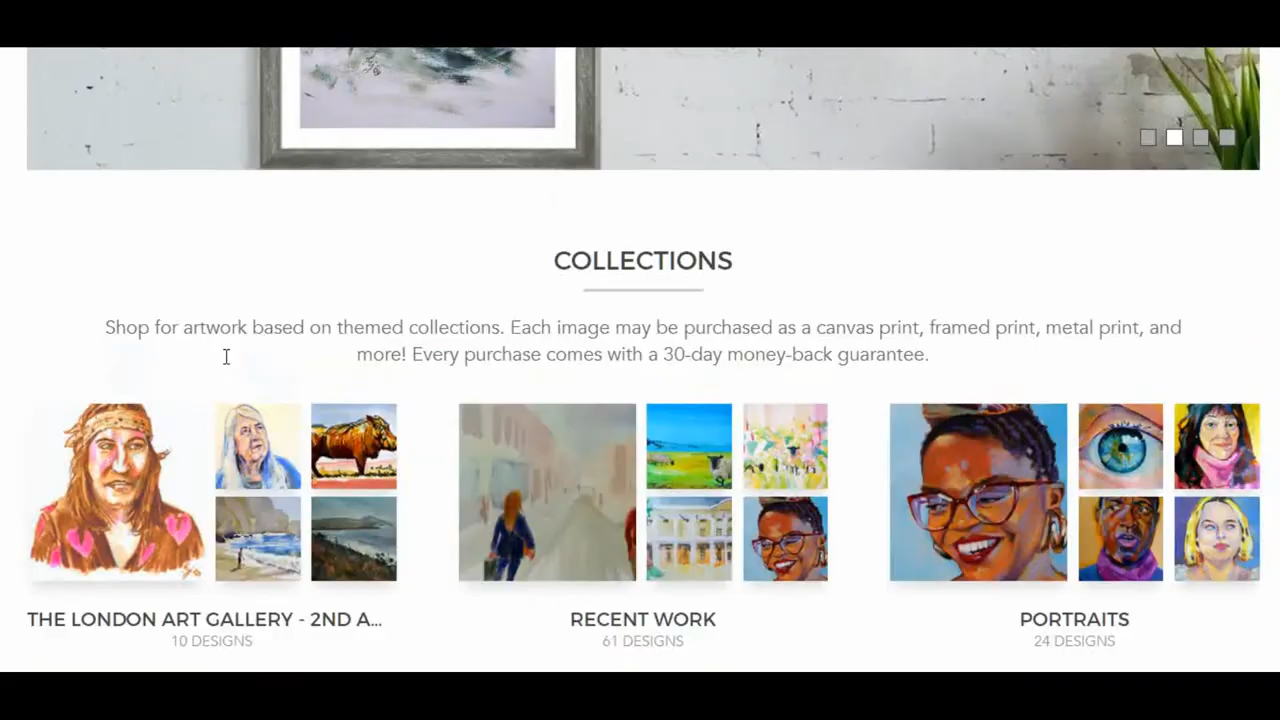 COLLECTIONS
Shop for artwork based on themed collections. Each image may be purchased as a canvas print, framed print, metal print, and
more! Every purchase comes with a 30-day money-back guarantee.
THE LONDON ART GALLERY - 2ND A...
10 DESIGNS
RECENT WORK
61 DESIGNS
PORTRAITS
24 DESIGNS